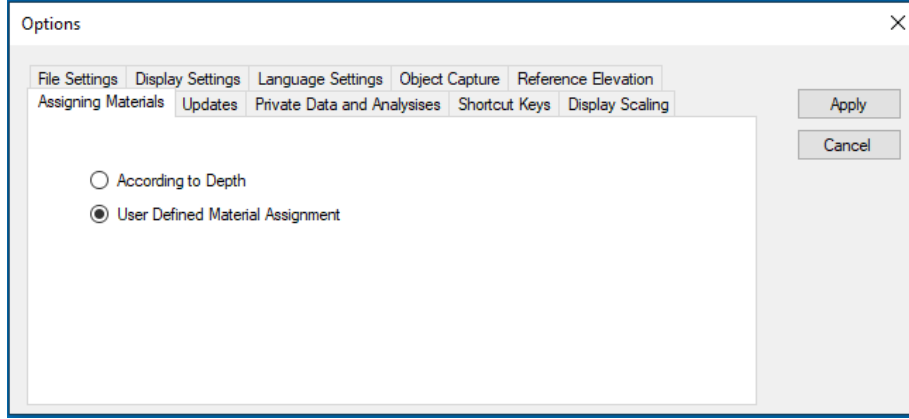 Options
File Settings Display Settings Language Settings Object Capture Reference Elevation
Assigning Materials Updates Private Data and Analysises Shortcut Keys Display Scaling
Apply
Cancel
According to Depth
User Defined Material Assignment